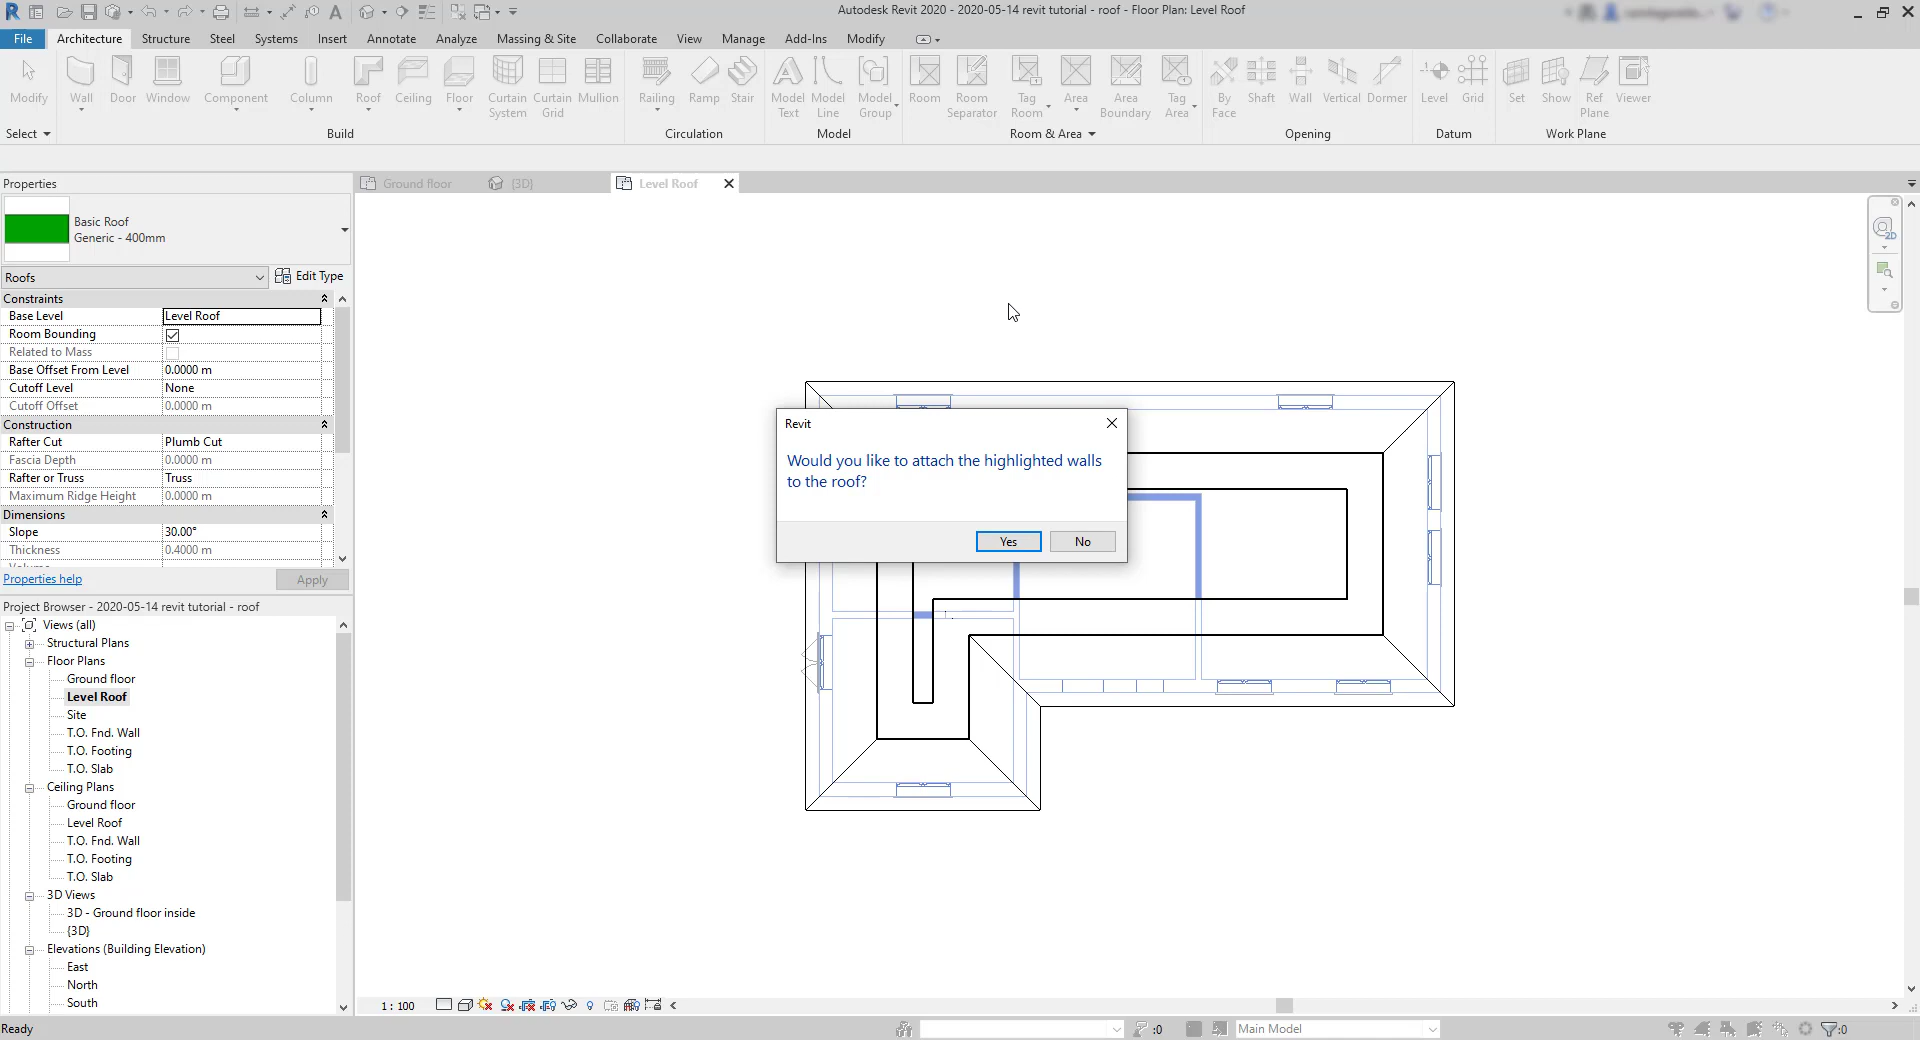 Autodesk Revit 2020 - 2020-05-14 revit tutorial - roof - Floor Plan: Level Roof
File Architecture Structure Steel Systems Insert Annotate Analyze Massing & Site Collaborate View Manage Add-Ins Modify
Modify Wall Door Window Component Column Roof Ceiling Floor Curtain System Curtain Grid Mullion Railing Ramp Stair Model Text Model Line Model Group Room Room Separator Tag Room Area Area Boundary Tag Area By Face Shaft Wall Vertical Dormer Level Grid Set Show Ref Plane Viewer
Select Build Circulation Model Room & Area Opening Datum Work Plane
Properties
Ground floor {3D} Level Roof
Basic Roof
Generic - 400mm
Roofs Edit Type
Constraints
Base Level Level Roof
Room Bounding
Related to Mass
Base Offset From Level 0.0000 m
Cutoff Level None
Cutoff Offset 0.0000 m
Construction
Rafter Cut Plumb Cut
Fascia Depth 0.0000 m
Rafter or Truss Truss
Maximum Ridge Height 0.0000 m
Dimensions
Slope 30.00°
Thickness 0.4000 m
Properties help Apply
Revit
Would you like to attach the highlighted walls
to the roof?
Yes No
2D
Project Browser - 2020-05-14 revit tutorial - roof
Views (all)
Structural Plans
Floor Plans
Ground floor
Level Roof
Site
T.O. Fnd. Wall
T.O. Footing
T.O. Slab
Ceiling Plans
Ground floor
Level Roof
T.O. Fnd. Wall
T.O. Footing
T.O. Slab
3D Views
3D - Ground floor inside
{3D}
Elevations (Building Elevation)
East
North
South
1 : 100
Ready :0 Main Model :0